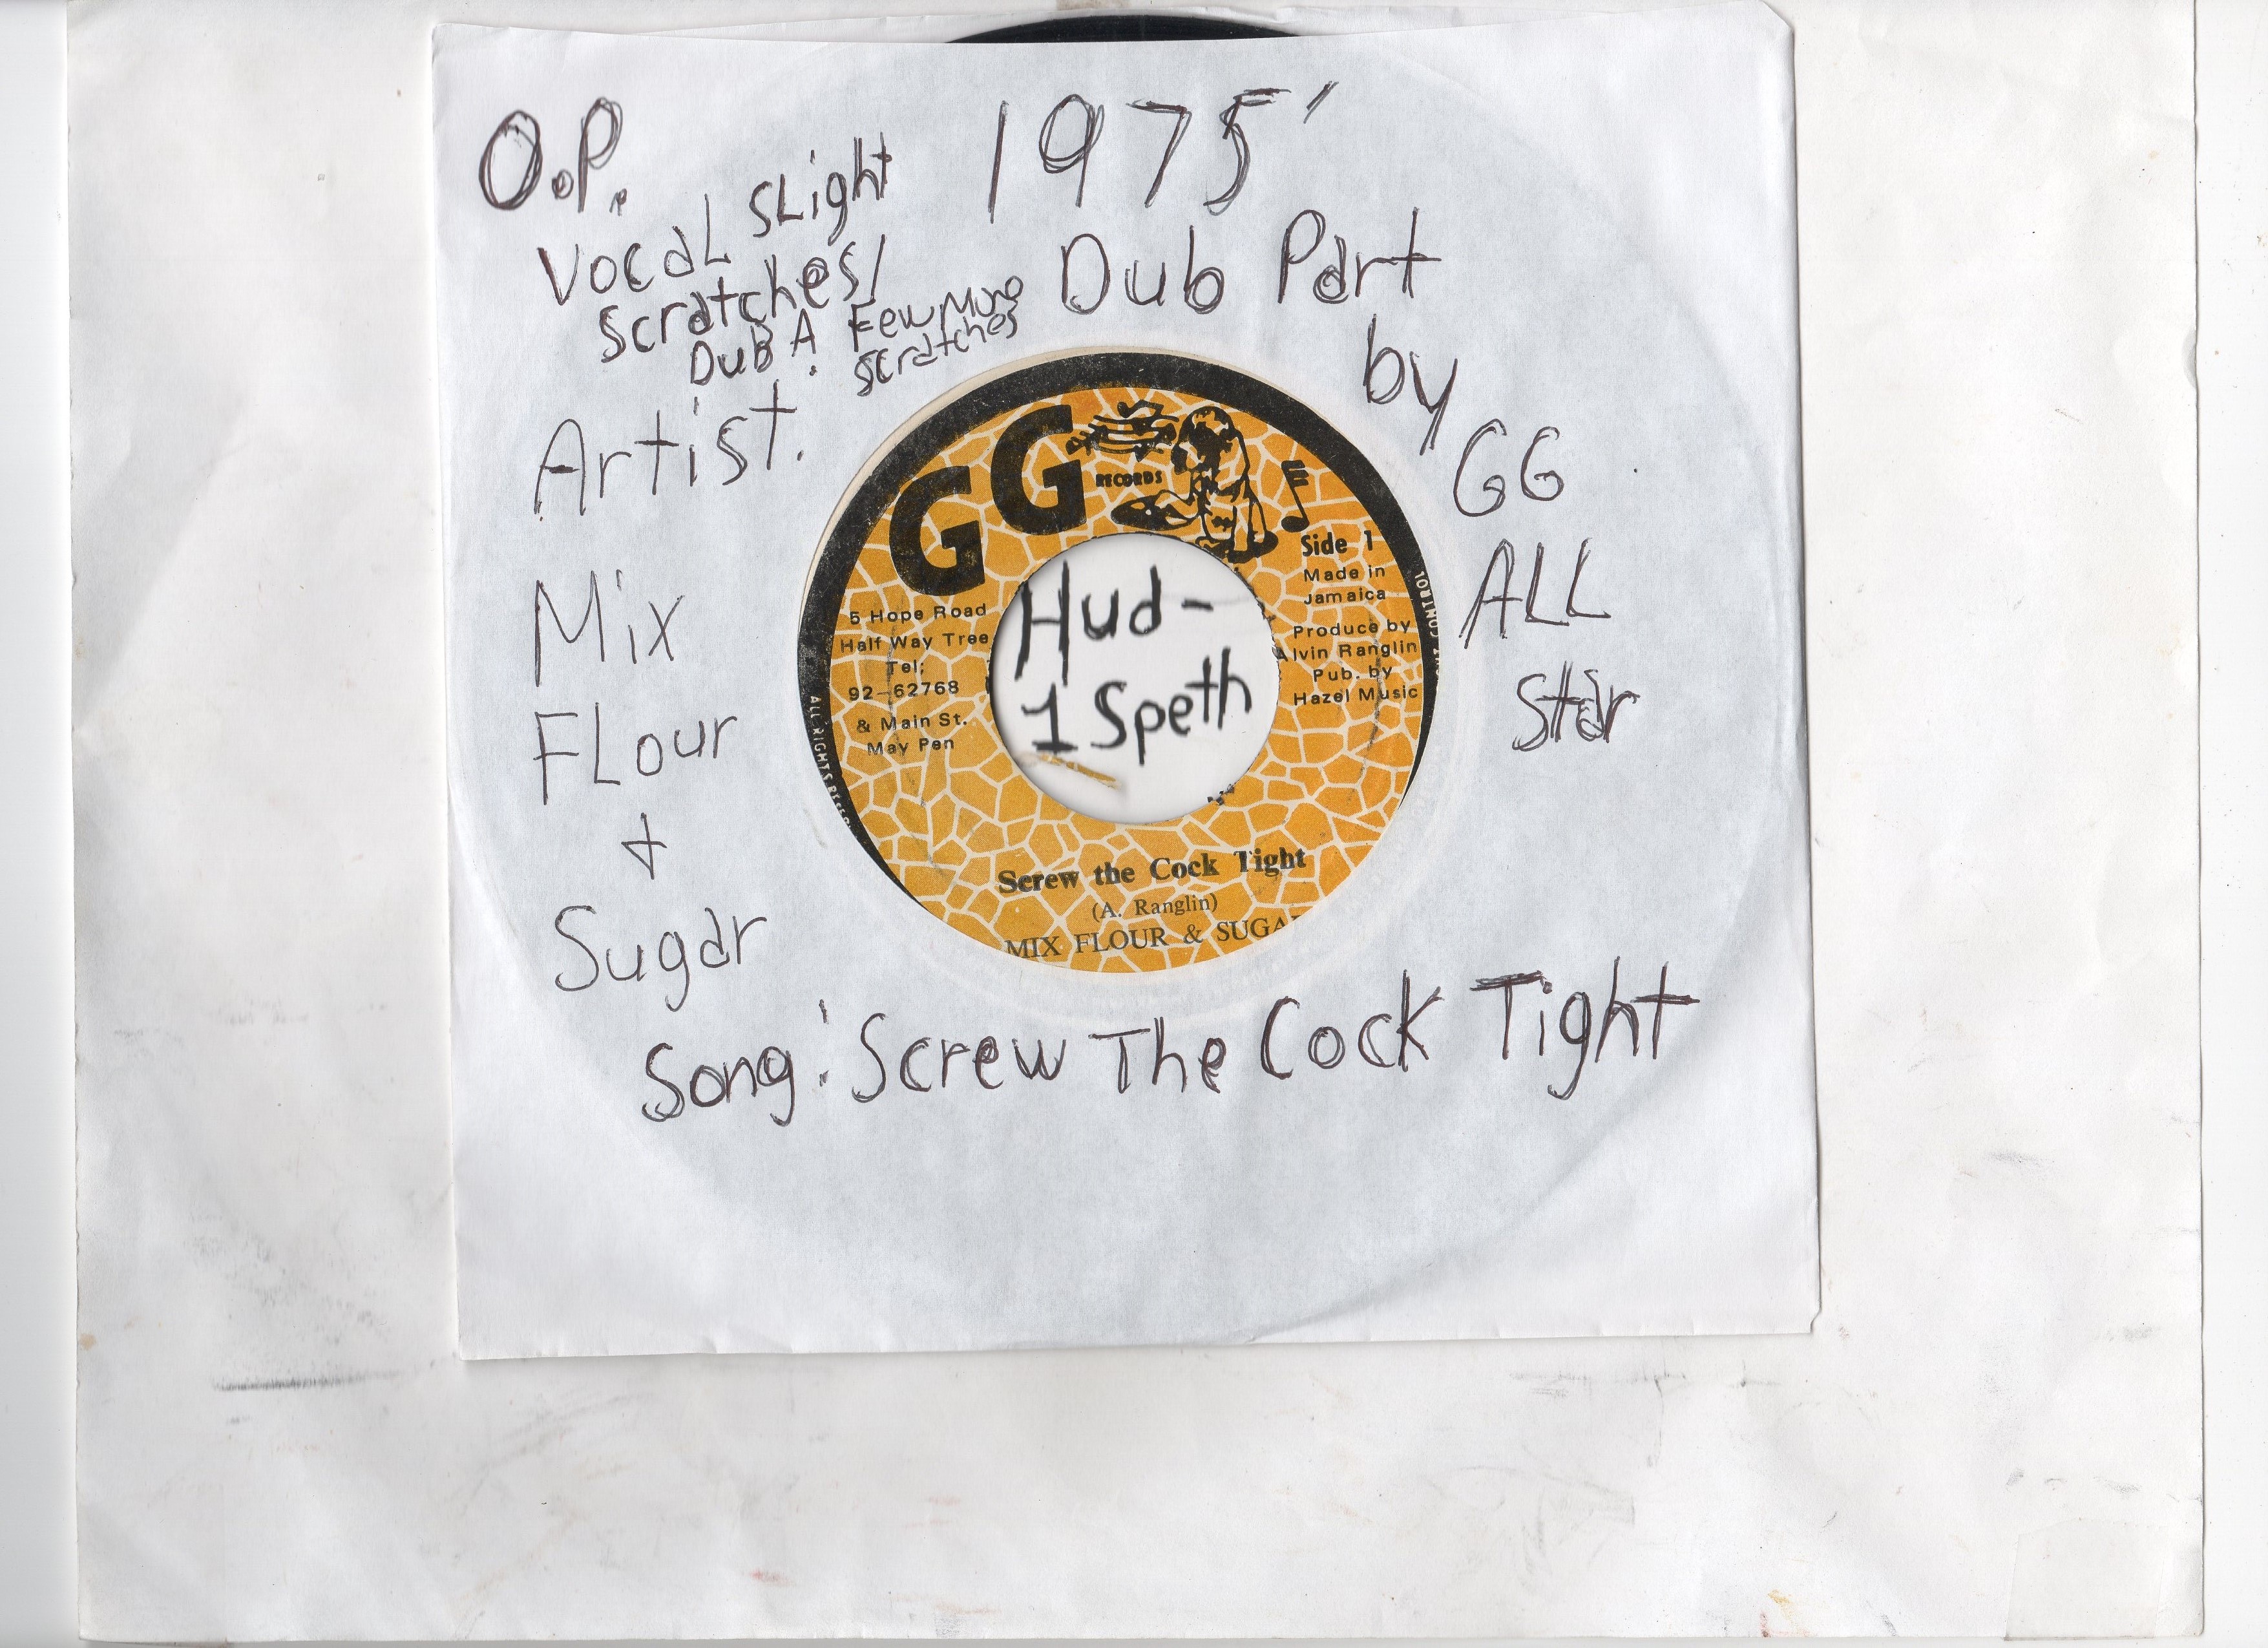 O.P.
1975'
Vocal Slight
Scratches/
Dub A Few More
Scratches
Dub Part
by
GG
ALL
Star
Artist:
Mix
Flour
+
Sugar
GG
RECORDS
Side 1
Made in
Jamaica
Produce by
Alvin Ranglin
Pub. by
Hazel Music
5 Hope Road
Half Way Tree
Tel;
92-62768
& Main St.
May Pen
Hud-
1 Speth
Screw the Cock Tight
(A. Ranglin)
MIX FLOUR & SUGAR
ALL RIGHTS RESER
Song: Screw The Cock Tight